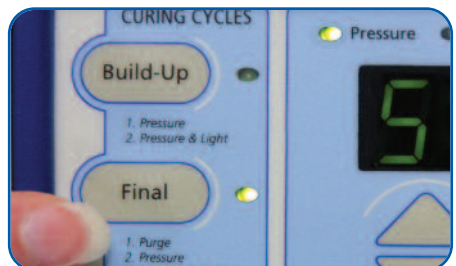 CURING CYCLES
Pressure
Build-Up
1. Pressure
2. Pressure & Light
5
Final
1. Purge
2. Pressure